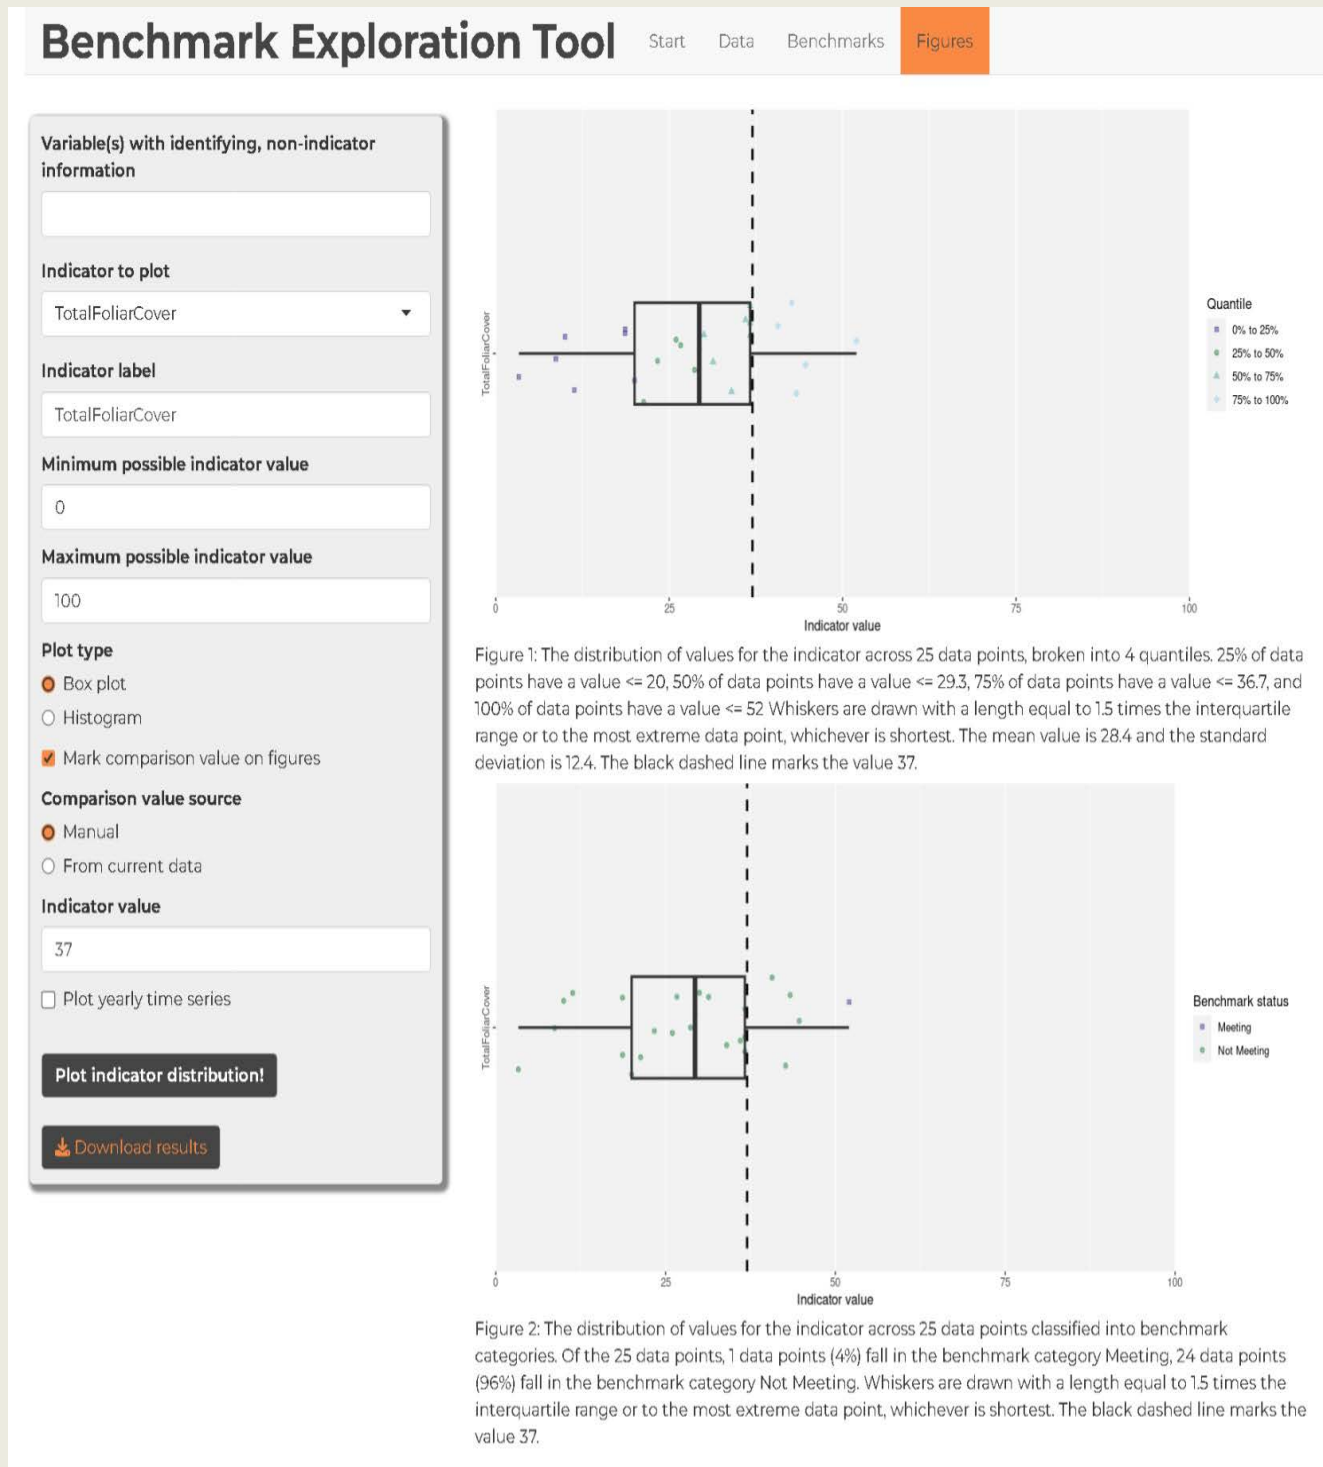 Benchmark Exploration Tool Start Data Benchmarks Figures
Variable(s) with identifying, non-indicator
information
Indicator to plot
TotalFoliarCover
Indicator label
TotalFoliarCover
Minimum possible indicator value
0
Maximum possible indicator value
100
Plot type
Box plot
Histogram
Mark comparison value on figures
Comparison value source
Manual
From current data
Indicator value
37
Plot yearly time series
Plot indicator distribution!
Download results
TotalFoliarCover
0 25 50 75 100
Indicator value
Quantile
0% to 25%
25% to 50%
50% to 75%
75% to 100%
Figure 1: The distribution of values for the indicator across 25 data points, broken into 4 quantiles. 25% of data
points have a value <= 20, 50% of data points have a value <= 29.3, 75% of data points have a value <= 36.7, and
100% of data points have a value <= 52 Whiskers are drawn with a length equal to 1.5 times the interquartile
range or to the most extreme data point, whichever is shortest. The mean value is 28.4 and the standard
deviation is 12.4. The black dashed line marks the value 37.
TotalFoliarCover
0 25 50 75 100
Indicator value
Benchmark status
Meeting
Not Meeting
Figure 2: The distribution of values for the indicator across 25 data points classified into benchmark
categories. Of the 25 data points, 1 data points (4%) fall in the benchmark category Meeting, 24 data points
(96%) fall in the benchmark category Not Meeting. Whiskers are drawn with a length equal to 1.5 times the
interquartile range or to the most extreme data point, whichever is shortest. The black dashed line marks the
value 37.